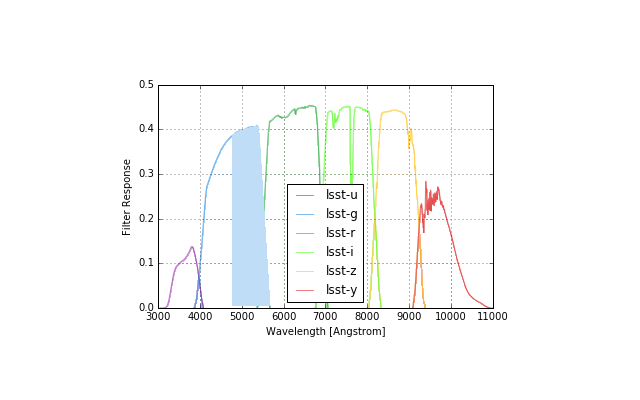 0.5
0.4
0.3
0.2
0.1
0.0
Filter Response
lsst-u
lsst-g
lsst-r
lsst-i
lsst-z
lsst-y
3000 4000 5000 6000 7000 8000 9000 10000 11000
Wavelength [Angstrom]